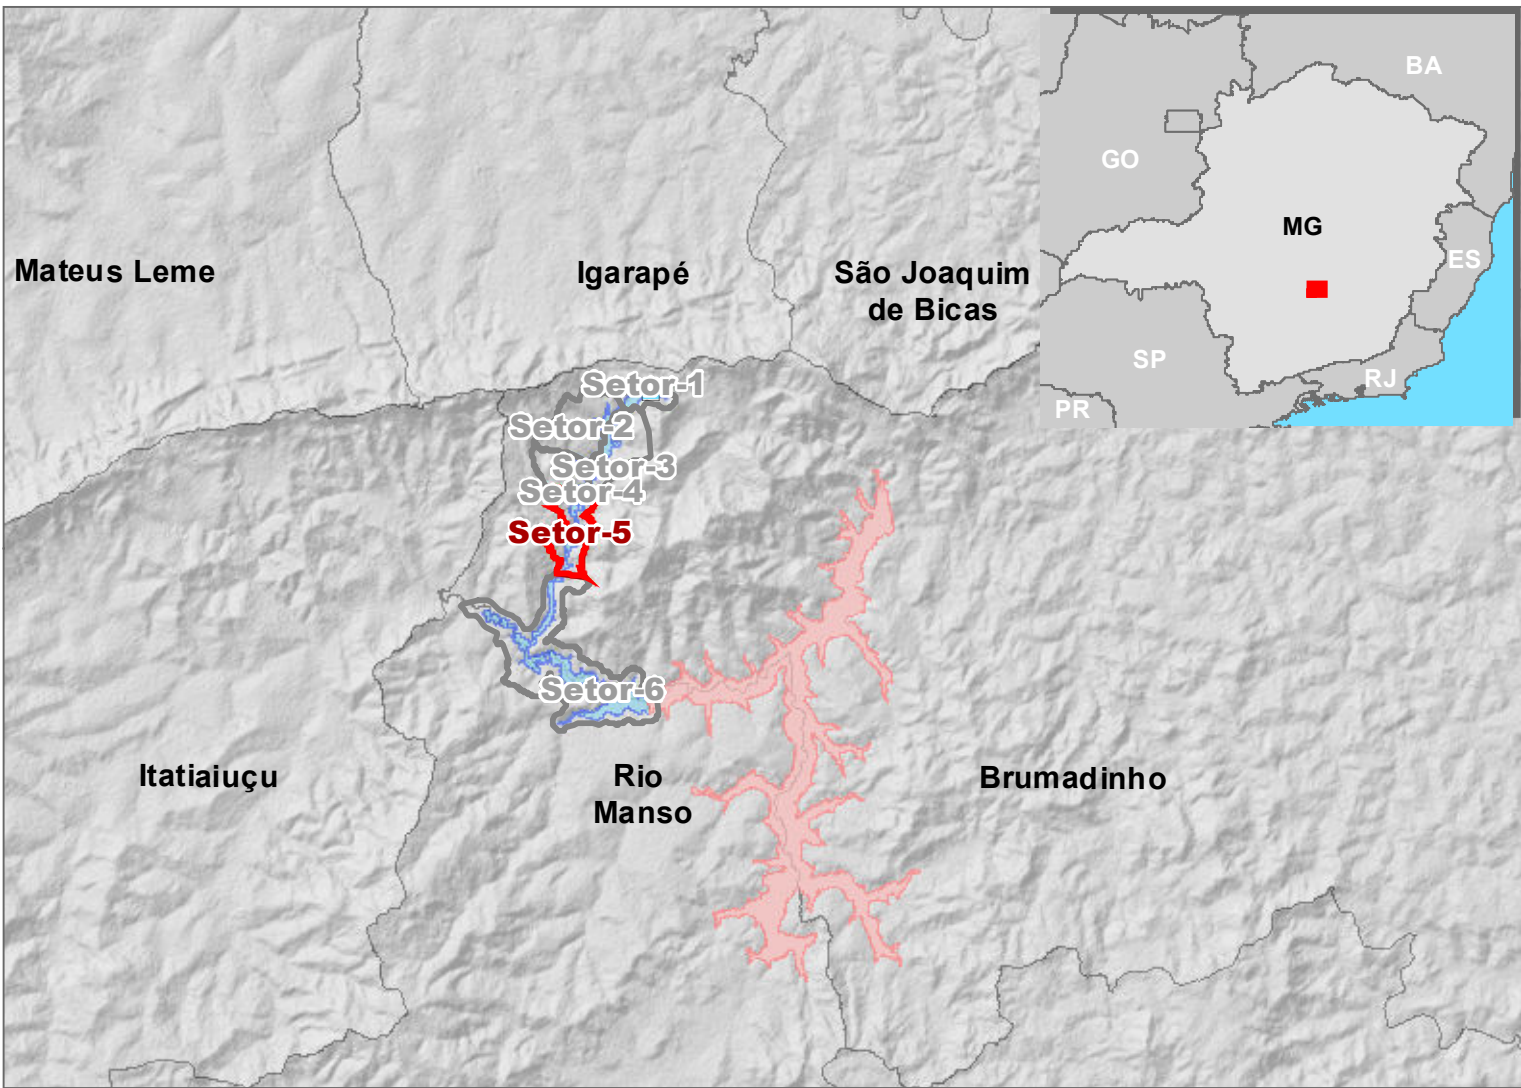 BA
GO
MG
ES
SP
RJ
PR
Mateus Leme
Igarapé
São Joaquim
de Bicas
Setor-1
Setor-2
Setor-3
Setor-4
Setor-5
Setor-6
Itatiaiuçu
Rio
Manso
Brumadinho